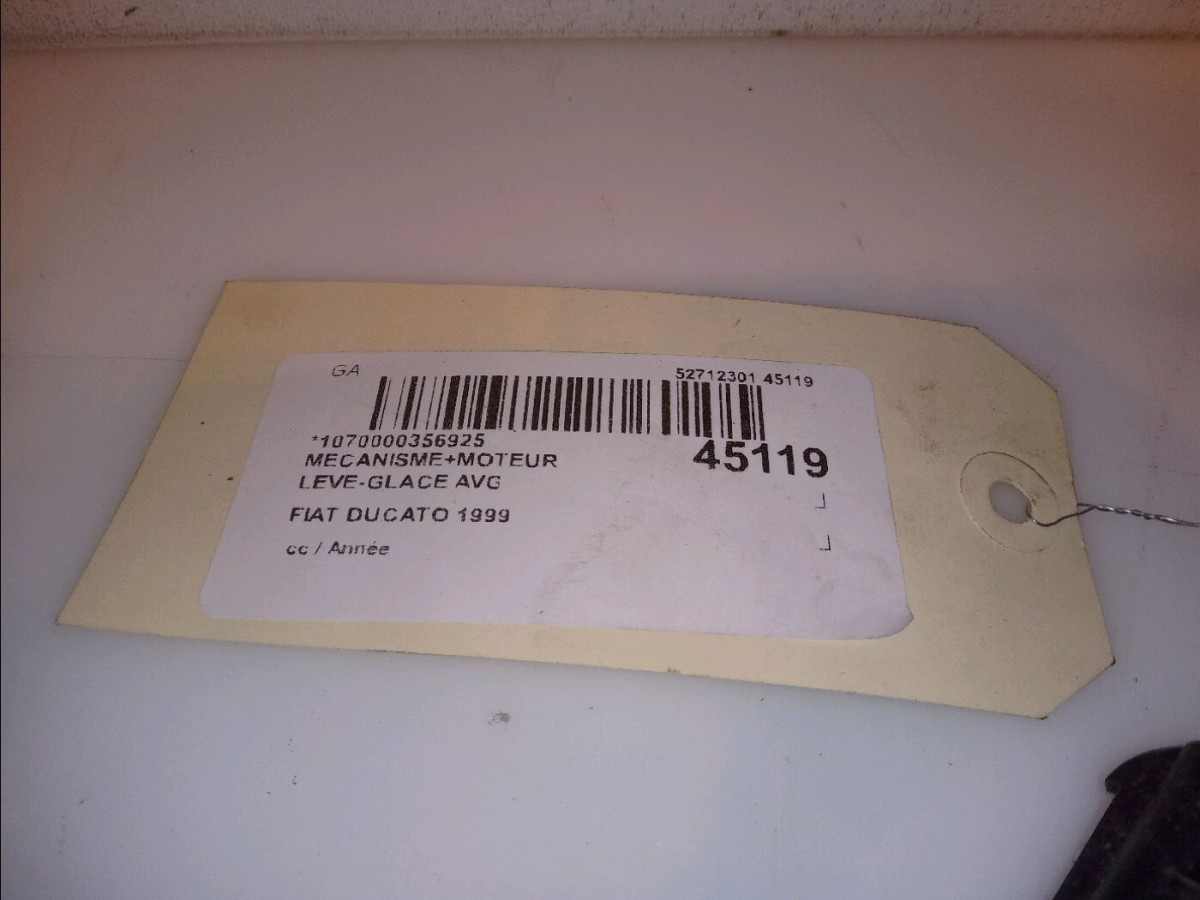 GA
52712301 45119
*1070000356925
45119
MECANISME+MOTEUR
LEVE-GLACE AVG
FIAT DUCATO 1999
cc / Année